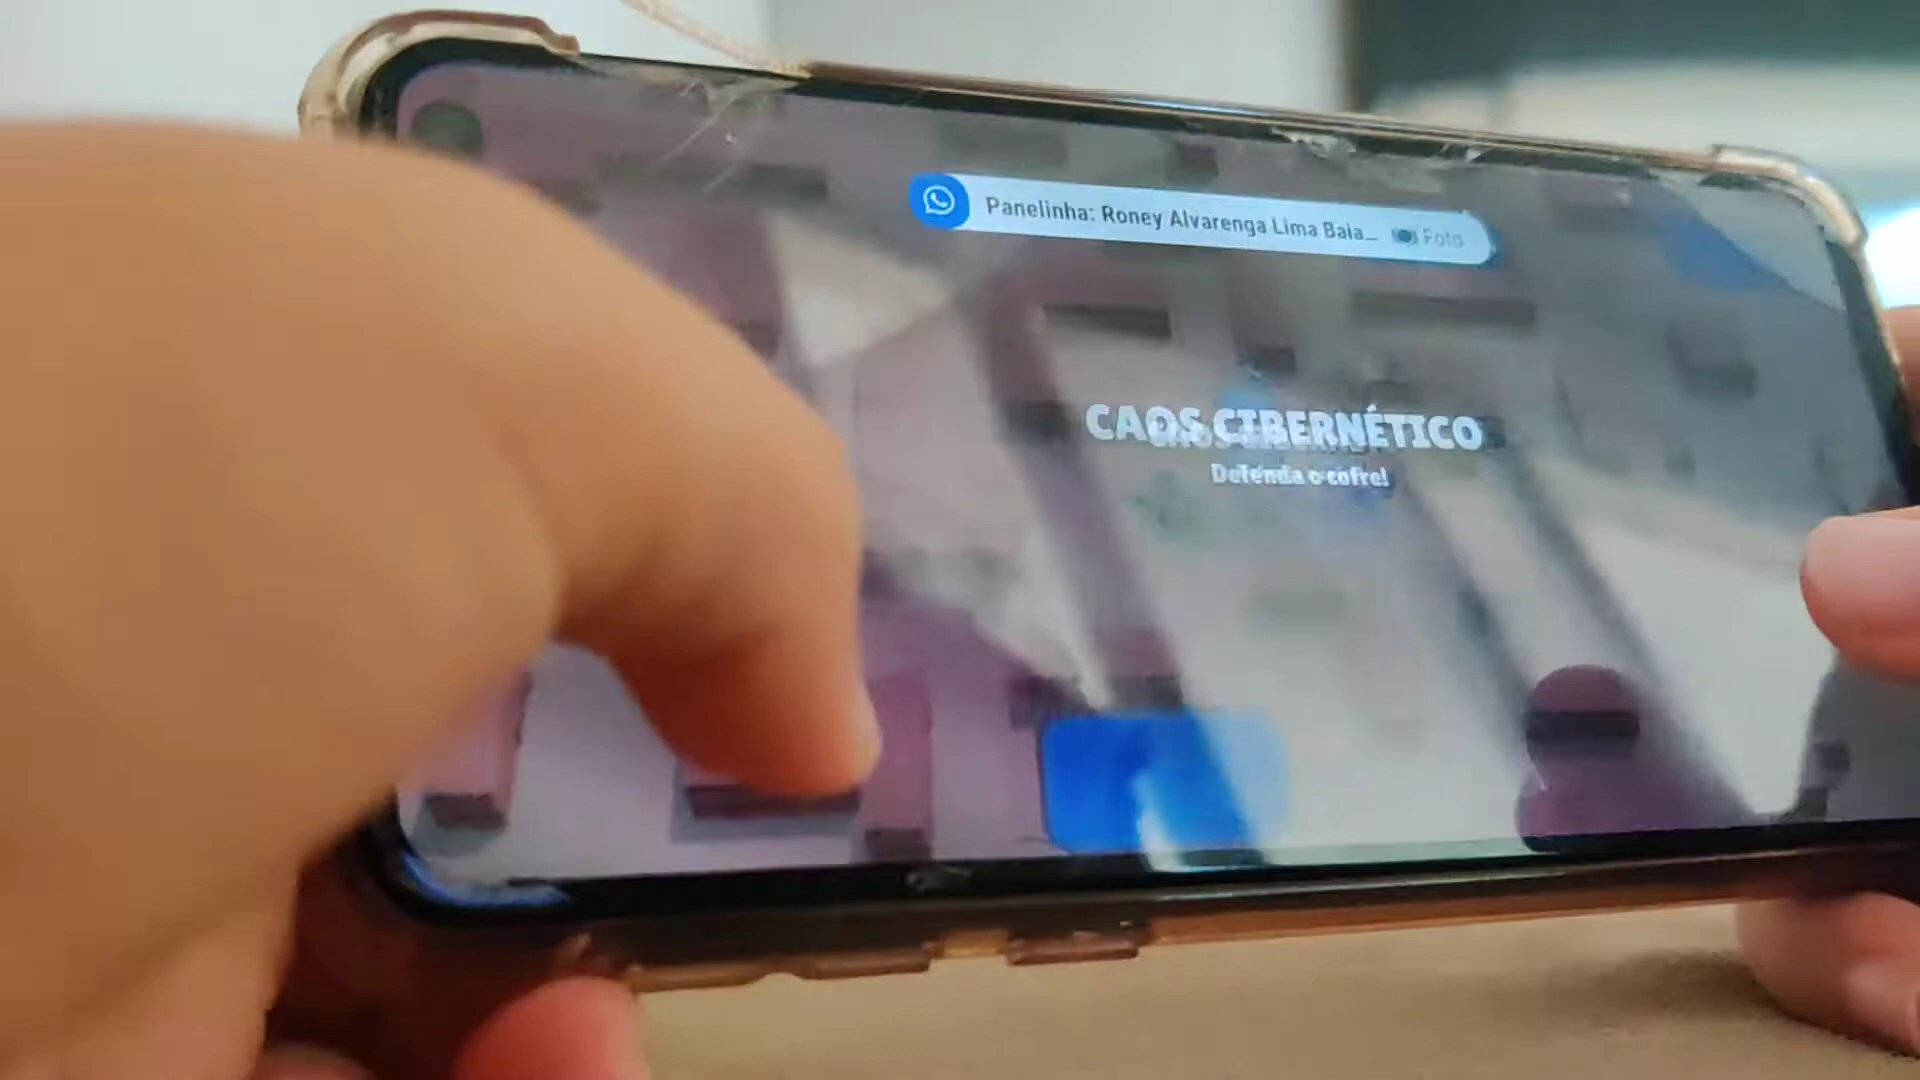 Panelinha: Roney Alvarenga Lima Baia... Foto
CAOS CIBERNÉTICO
Defenda o cofre!